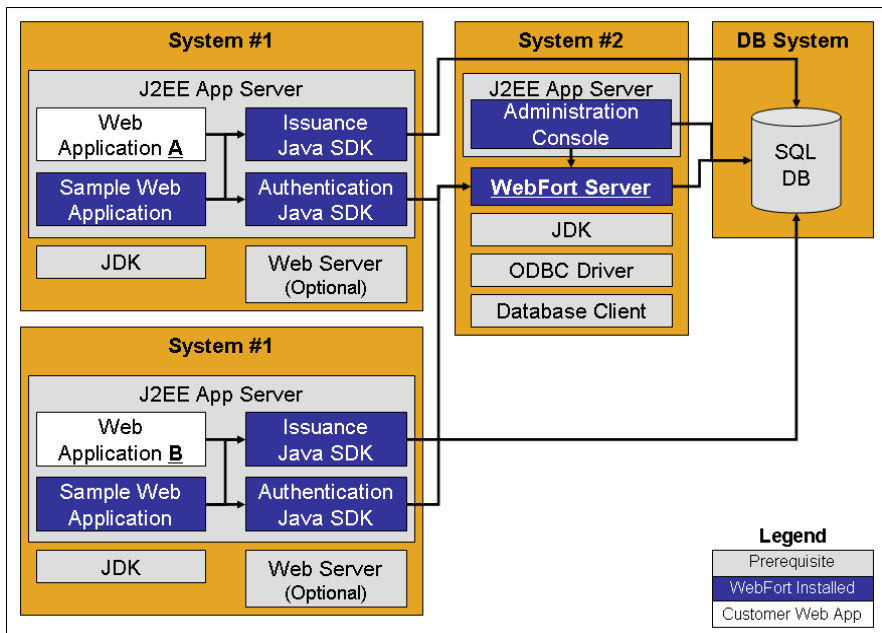 System #1
J2EE App Server
Web
Application A
Issuance
Java SDK
Sample Web
Application
Authentication
Java SDK
JDK
Web Server
(Optional)
System #2
J2EE App Server
Administration
Console
WebFort Server
JDK
ODBC Driver
Database Client
DB System
SQL
DB
System #1
J2EE App Server
Web
Application B
Issuance
Java SDK
Sample Web
Application
Authentication
Java SDK
JDK
Web Server
(Optional)
Legend
Prerequisite
WebFort Installed
Customer Web App